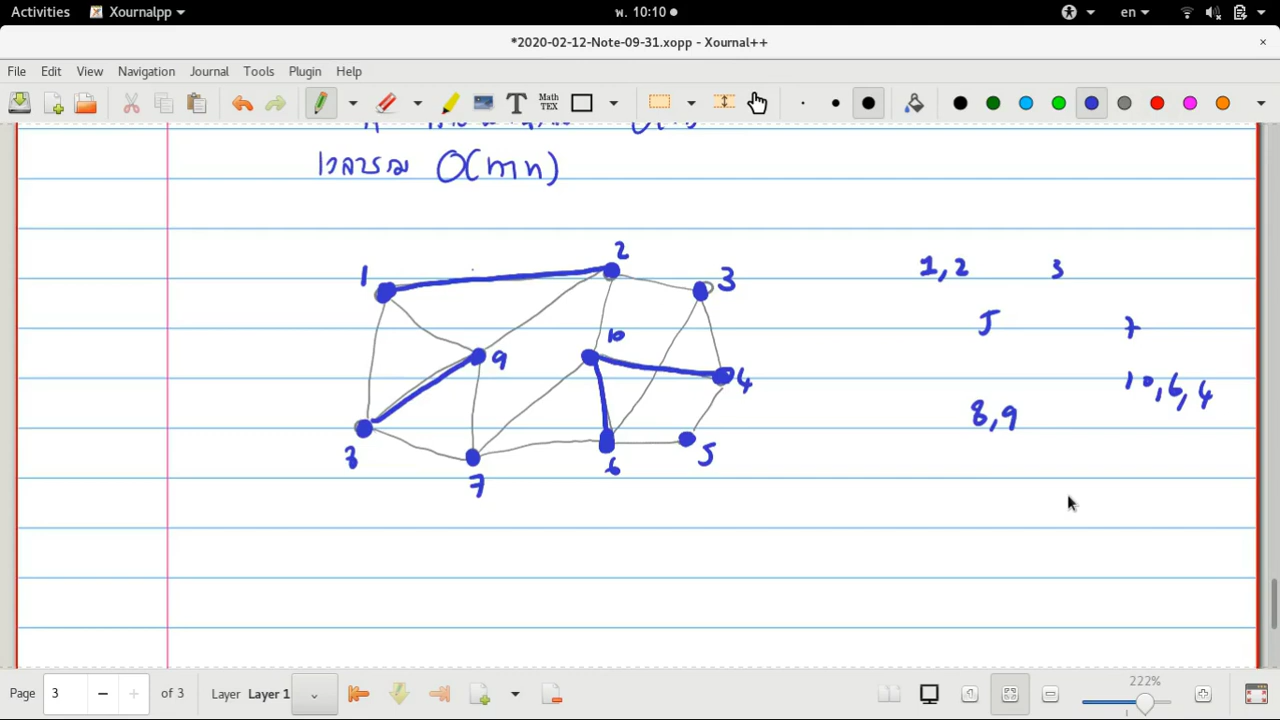 Activities Xournalpp พ. 10:10 en
*2020-02-12-Note-09-31.xopp - Xournal++ ×
File Edit View Navigation Journal Tools Plugin Help
T Math TEX
เวลารวม O(mn)
1 2 3
1,2 3
5 7
10
9 4
10,6,4
8,9
8 6 5
7
Page 3 of 3 Layer Layer 1 222%